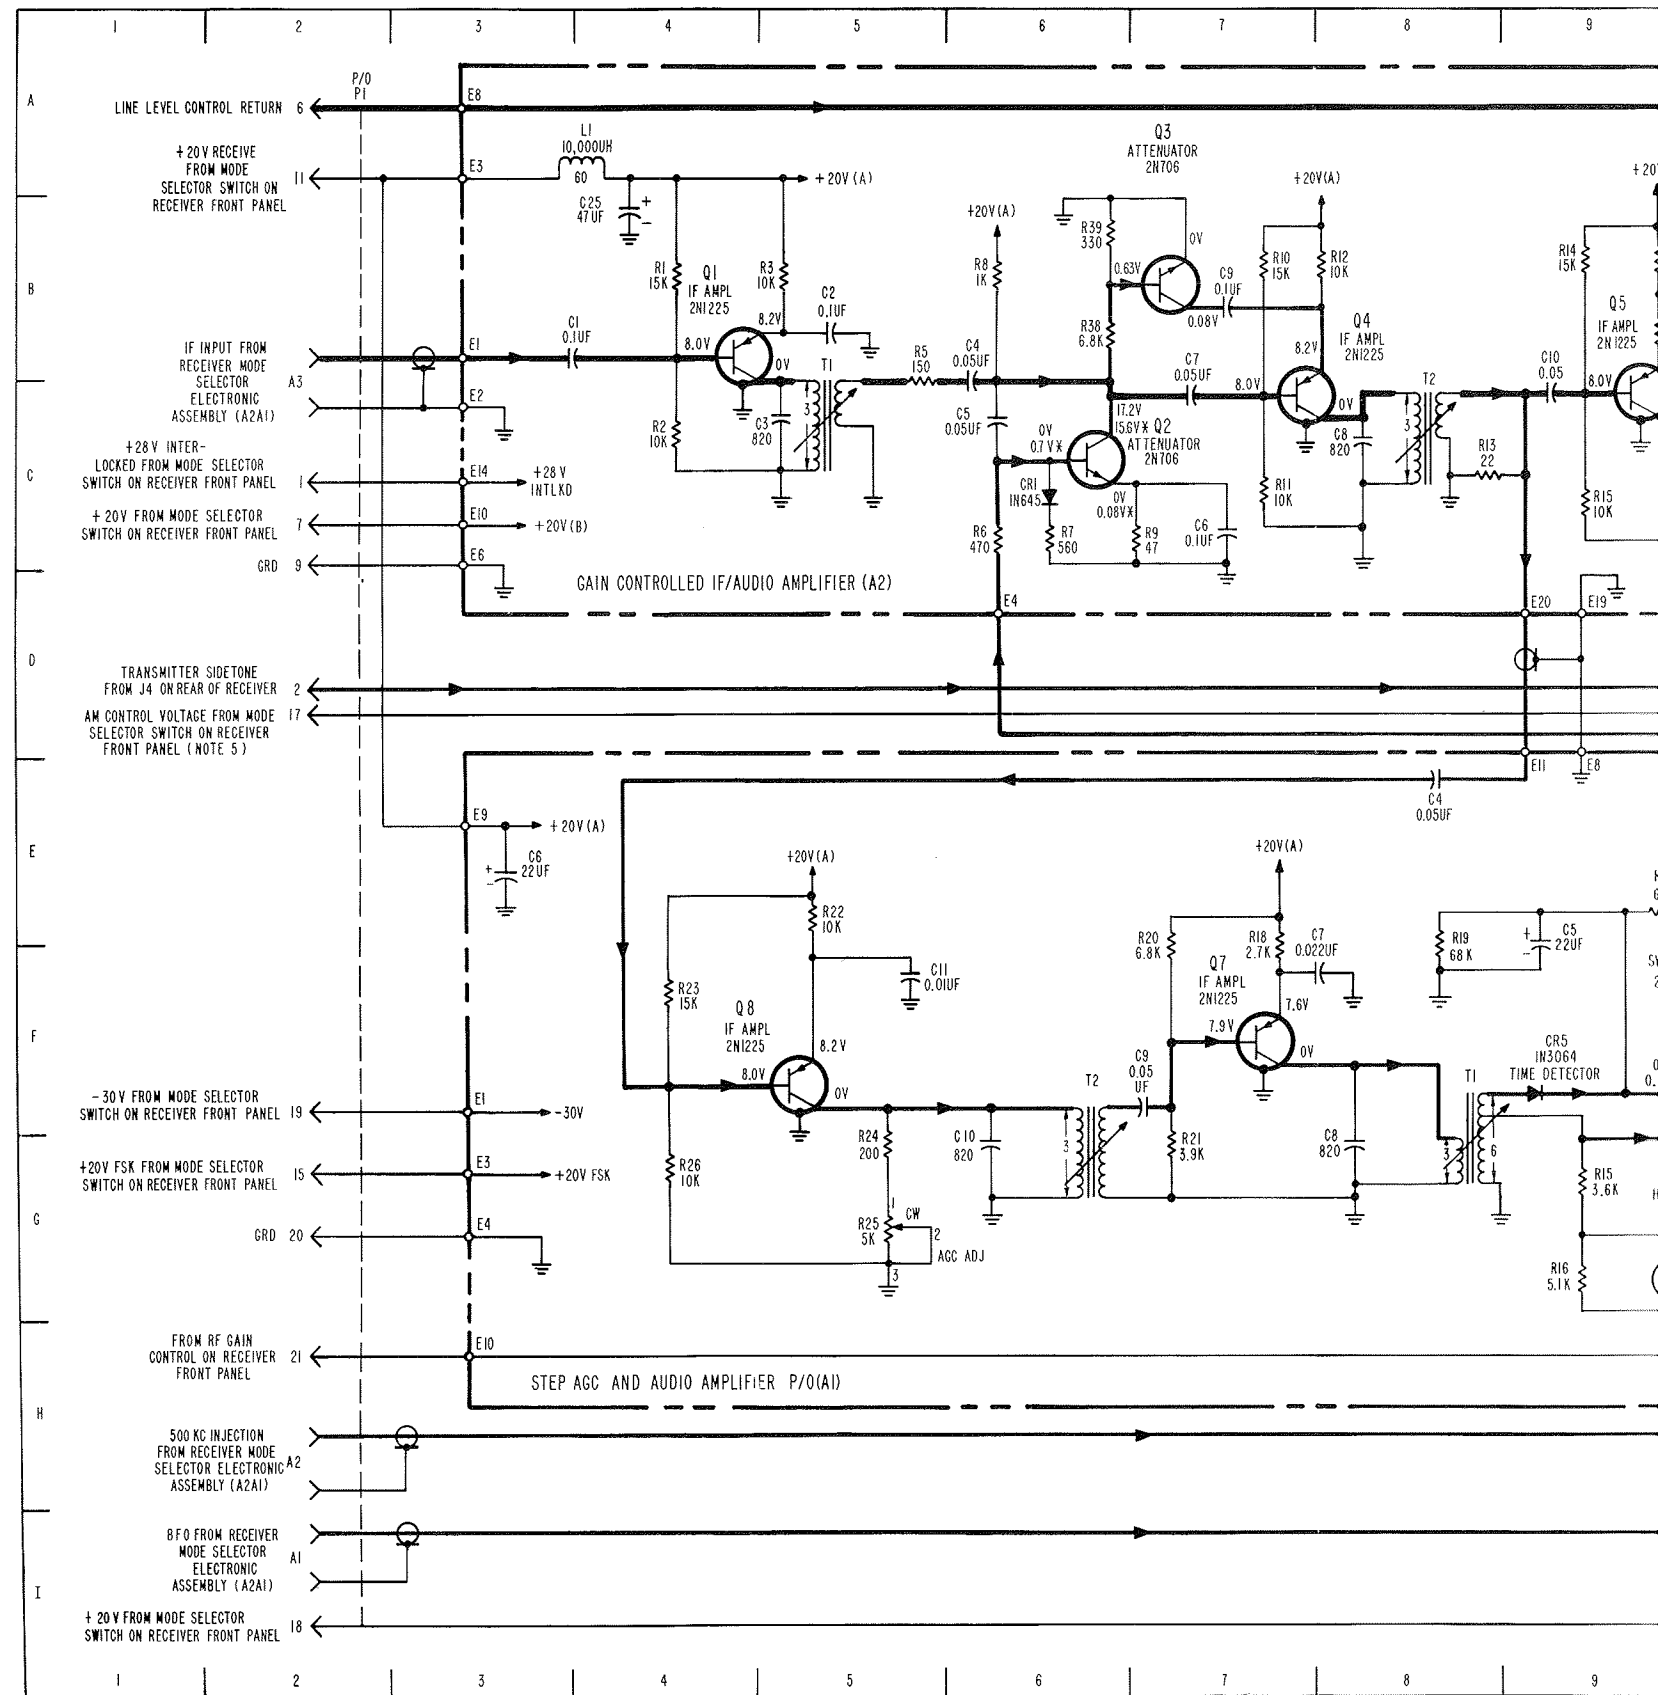 1 2 3 4 5 6 7 8 9
A
B
C
D
E
F
G
H
I
P/O
P1
LINE LEVEL CONTROL RETURN 6
E8
+20V RECEIVE
FROM MODE
SELECTOR SWITCH ON
RECEIVER FRONT PANEL
11
E3
L1
10,000UH
60
+20V(A)
C25
47UF
+
-
R1
15K
Q1
IF AMPL
2N1225
R3
10K
C2
0.1UF
8.2V
8.0V
0V
C1
0.1UF
IF INPUT FROM
RECEIVER MODE
SELECTOR
ELECTRONIC
ASSEMBLY (A2A1)
A3
E1
E2
R2
10K
C3
820
T1
3
R5
150
C4
0.05UF
C5
0.05UF
+20V(A)
R8
1K
Q3
ATTENUATOR
2N706
R39
330
0V
0.63V
0.08V
C9
0.1UF
R38
6.8K
C7
0.05UF
17.2V
15.6V* Q2
ATTENUATOR
2N706
0V
0.7V*
CR1
1N645
0V
0.08V*
R6
470
R7
560
R9
47
C6
0.1UF
+20V(A)
R10
15K
R12
10K
Q4
IF AMPL
2N1225
8.2V
8.0V
0V
C8
820
R11
10K
T2
3
R13
22
C10
0.05
8.0V
R14
15K
Q5
IF AMPL
2N1225
R15
10K
+20
+28V INTER-
LOCKED FROM MODE SELECTOR
SWITCH ON RECEIVER FRONT PANEL 1
E14
+28V
INTLKD
+20V FROM MODE SELECTOR
SWITCH ON RECEIVER FRONT PANEL 7
E10
+20V(B)
GRD 9
E6
GAIN CONTROLLED IF/AUDIO AMPLIFIER (A2)
E4
E20
E19
TRANSMITTER SIDETONE
FROM J4 ON REAR OF RECEIVER 2
AM CONTROL VOLTAGE FROM MODE 17
SELECTOR SWITCH ON RECEIVER
FRONT PANEL (NOTE 5)
E11
E8
C4
0.05UF
E9
+20V(A)
C6
22UF
+
-
+20V(A)
R22
10K
R23
15K
C11
0.01UF
Q8
IF AMPL
2N1225
8.2V
8.0V
0V
+20V(A)
R20
6.8K
R18
2.7K
C7
0.022UF
Q7
IF AMPL
2N1225
7.6V
7.9V
0V
R19
68K
C5
22UF
+
-
CR5
1N3064
TIME DETECTOR
-30V FROM MODE SELECTOR
SWITCH ON RECEIVER FRONT PANEL 19
E1
-30V
T2
3
C9
0.05
UF
T1
3
6
R24
200
C10
820
R21
3.9K
C8
820
+20V FSK FROM MODE SELECTOR
SWITCH ON RECEIVER FRONT PANEL 15
E3
+20V FSK
R26
10K
R25
5K
1
CW
2
3
AGC ADJ
R15
3.6K
R16
5.1K
GRD 20
E4
FROM RF GAIN
CONTROL ON RECEIVER 21
FRONT PANEL
E10
STEP AGC AND AUDIO AMPLIFIER P/O(A1)
500 KC INJECTION
FROM RECEIVER MODE
SELECTOR ELECTRONIC A2
ASSEMBLY (A2A1)
BFO FROM RECEIVER
MODE SELECTOR
ELECTRONIC
ASSEMBLY (A2A1)
A1
+20V FROM MODE SELECTOR
SWITCH ON RECEIVER FRONT PANEL 18
1 2 3 4 5 6 7 8 9